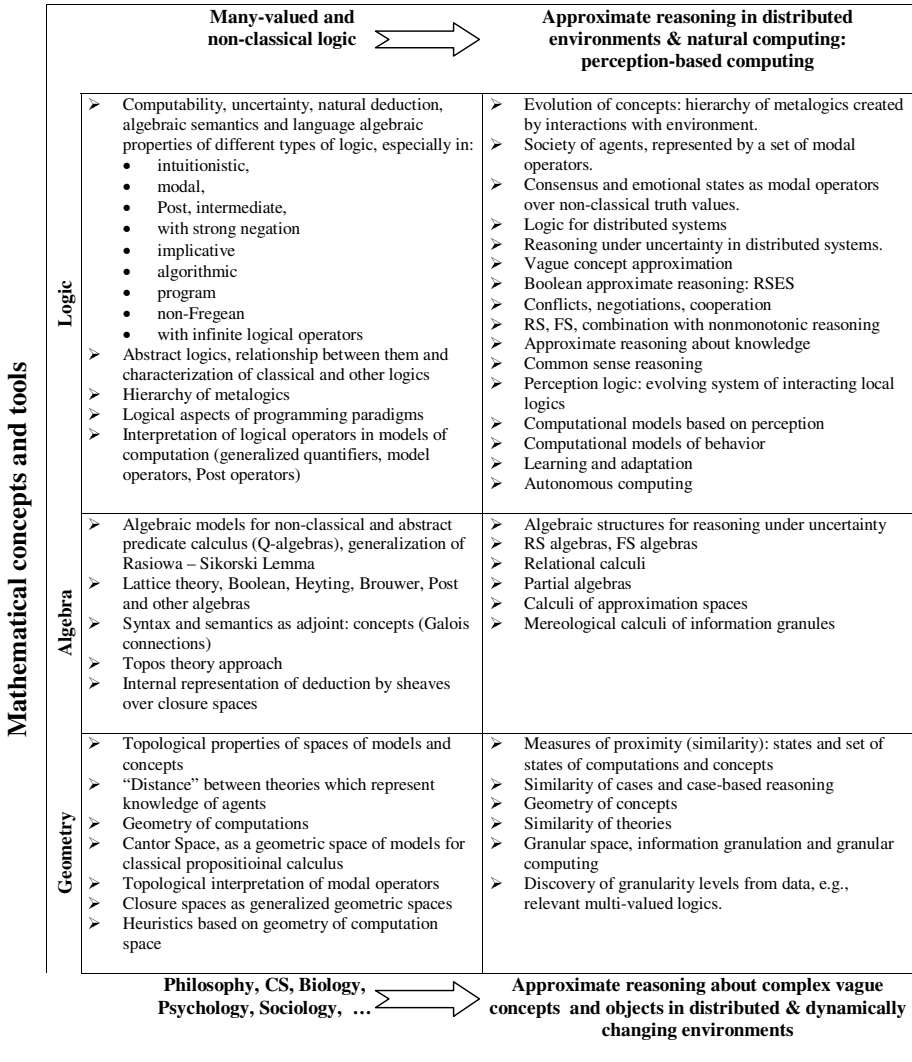 Many-valued and
non-classical logic
Approximate reasoning in distributed
environments & natural computing:
perception-based computing
Mathematical concepts and tools
Logic
➢ Computability, uncertainty, natural deduction,
algebraic semantics and language algebraic
properties of different types of logic, especially in:
• intuitionistic,
• modal,
• Post, intermediate,
• with strong negation
• implicative
• algorithmic
• program
• non-Fregean
• with infinite logical operators
➢ Abstract logics, relationship between them and
characterization of classical and other logics
➢ Hierarchy of metalogics
➢ Logical aspects of programming paradigms
➢ Interpretation of logical operators in models of
computation (generalized quantifiers, model
operators, Post operators)
➢ Evolution of concepts: hierarchy of metalogics created
by interactions with environment.
➢ Society of agents, represented by a set of modal
operators.
➢ Consensus and emotional states as modal operators
over non-classical truth values.
➢ Logic for distributed systems
➢ Reasoning under uncertainty in distributed systems.
➢ Vague concept approximation
➢ Boolean approximate reasoning: RSES
➢ Conflicts, negotiations, cooperation
➢ RS, FS, combination with nonmonotonic reasoning
➢ Approximate reasoning about knowledge
➢ Common sense reasoning
➢ Perception logic: evolving system of interacting local
logics
➢ Computational models based on perception
➢ Computational models of behavior
➢ Learning and adaptation
➢ Autonomous computing
Algebra
➢ Algebraic models for non-classical and abstract
predicate calculus (Q-algebras), generalization of
Rasiowa – Sikorski Lemma
➢ Lattice theory, Boolean, Heyting, Brouwer, Post
and other algebras
➢ Syntax and semantics as adjoint: concepts (Galois
connections)
➢ Topos theory approach
➢ Internal representation of deduction by sheaves
over closure spaces
➢ Algebraic structures for reasoning under uncertainty
➢ RS algebras, FS algebras
➢ Relational calculi
➢ Partial algebras
➢ Calculi of approximation spaces
➢ Mereological calculi of information granules
Geometry
➢ Topological properties of spaces of models and
concepts
➢ “Distance” between theories which represent
knowledge of agents
➢ Geometry of computations
➢ Cantor Space, as a geometric space of models for
classical propositioinal calculus
➢ Topological interpretation of modal operators
➢ Closure spaces as generalized geometric spaces
➢ Heuristics based on geometry of computation
space
➢ Measures of proximity (similarity): states and set of
states of computations and concepts
➢ Similarity of cases and case-based reasoning
➢ Geometry of concepts
➢ Similarity of theories
➢ Granular space, information granulation and granular
computing
➢ Discovery of granularity levels from data, e.g.,
relevant multi-valued logics.
Philosophy, CS, Biology,
Psychology, Sociology, …
Approximate reasoning about complex vague
concepts and objects in distributed & dynamically
changing environments